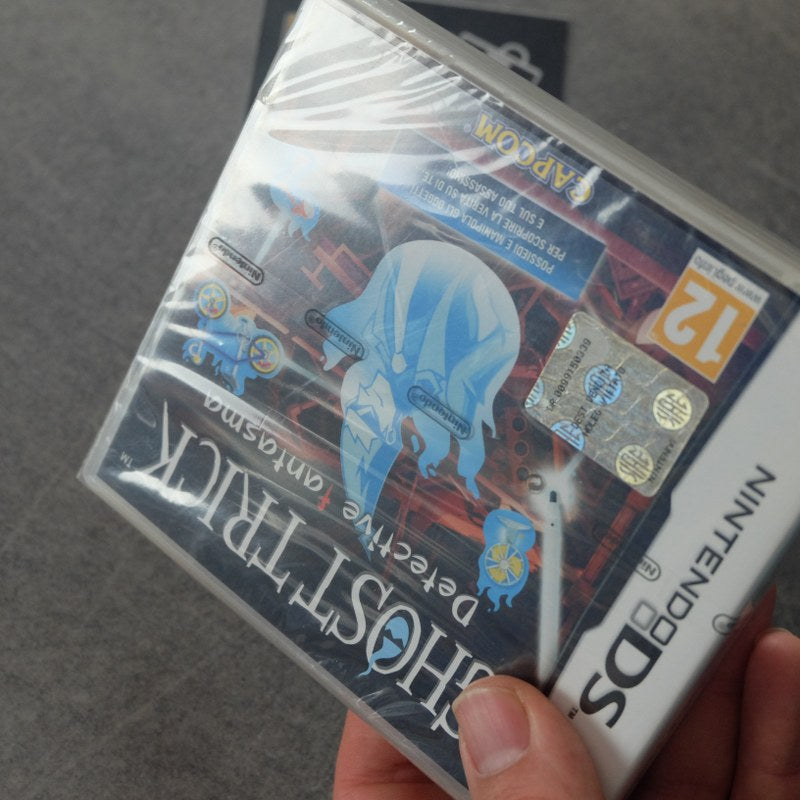 NINTENDO DS
TM
GHOST TRICK
TM
Detective fantasma
POSSIEDI E MANIPOLA GLI OGGETTI
PER SCOPRIRE LA VERITÀ SU DI TE
E SUL TUO ASSASSINO
CAPCOM®
12
www.pegi.info
Nintendo®
Nintendo®
Nintendo®